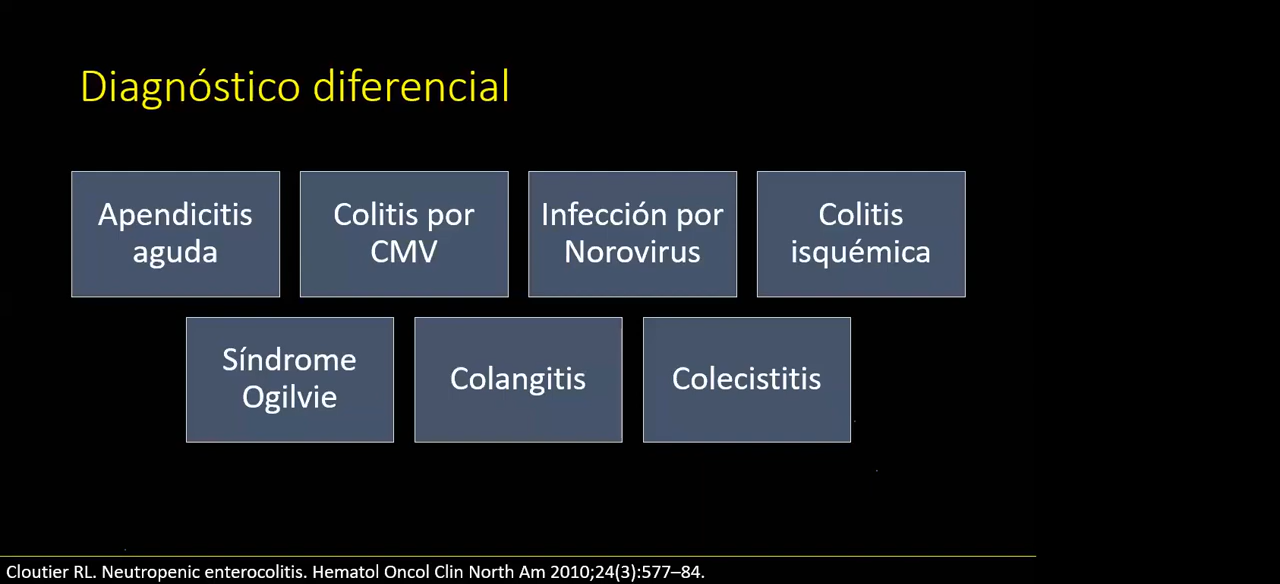 Diagnóstico diferencial
Apendicitis
aguda
Colitis por
CMV
Infección por
Norovirus
Colitis
isquémica
Síndrome
Ogilvie
Colangitis
Colecistitis
Cloutier RL. Neutropenic enterocolitis. Hematol Oncol Clin North Am 2010;24(3):577–84.